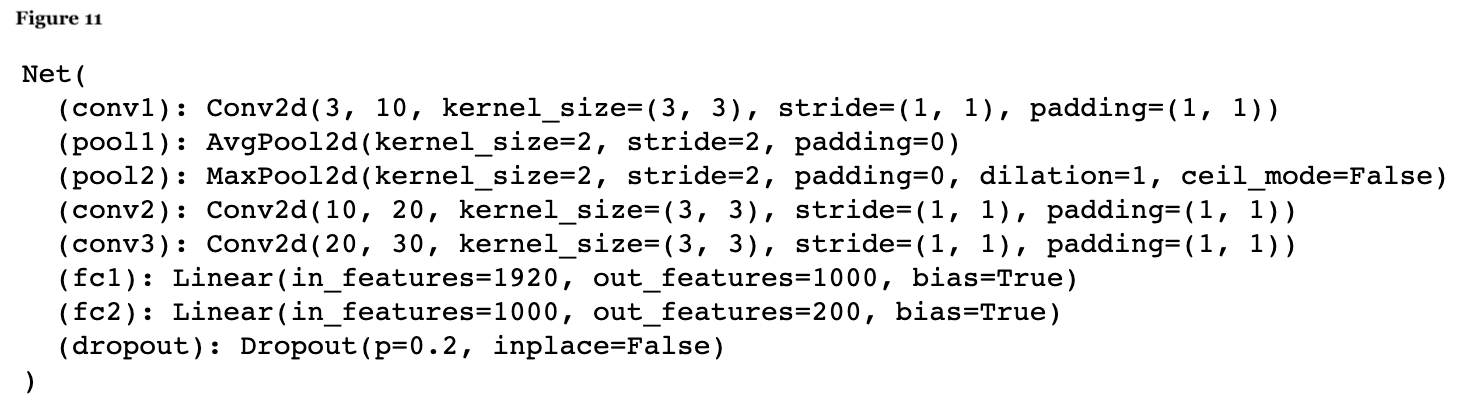 Figure 11
Net(
(conv1): Conv2d(3, 10, kernel_size=(3, 3), stride=(1, 1), padding=(1, 1))
(pool1): AvgPool2d(kernel_size=2, stride=2, padding=0)
(pool2): MaxPool2d(kernel_size=2, stride=2, padding=0, dilation=1, ceil_mode=False)
(conv2): Conv2d(10, 20, kernel_size=(3, 3), stride=(1, 1), padding=(1, 1))
(conv3): Conv2d(20, 30, kernel_size=(3, 3), stride=(1, 1), padding=(1, 1))
(fc1): Linear(in_features=1920, out_features=1000, bias=True)
(fc2): Linear(in_features=1000, out_features=200, bias=True)
(dropout): Dropout(p=0.2, inplace=False)
)